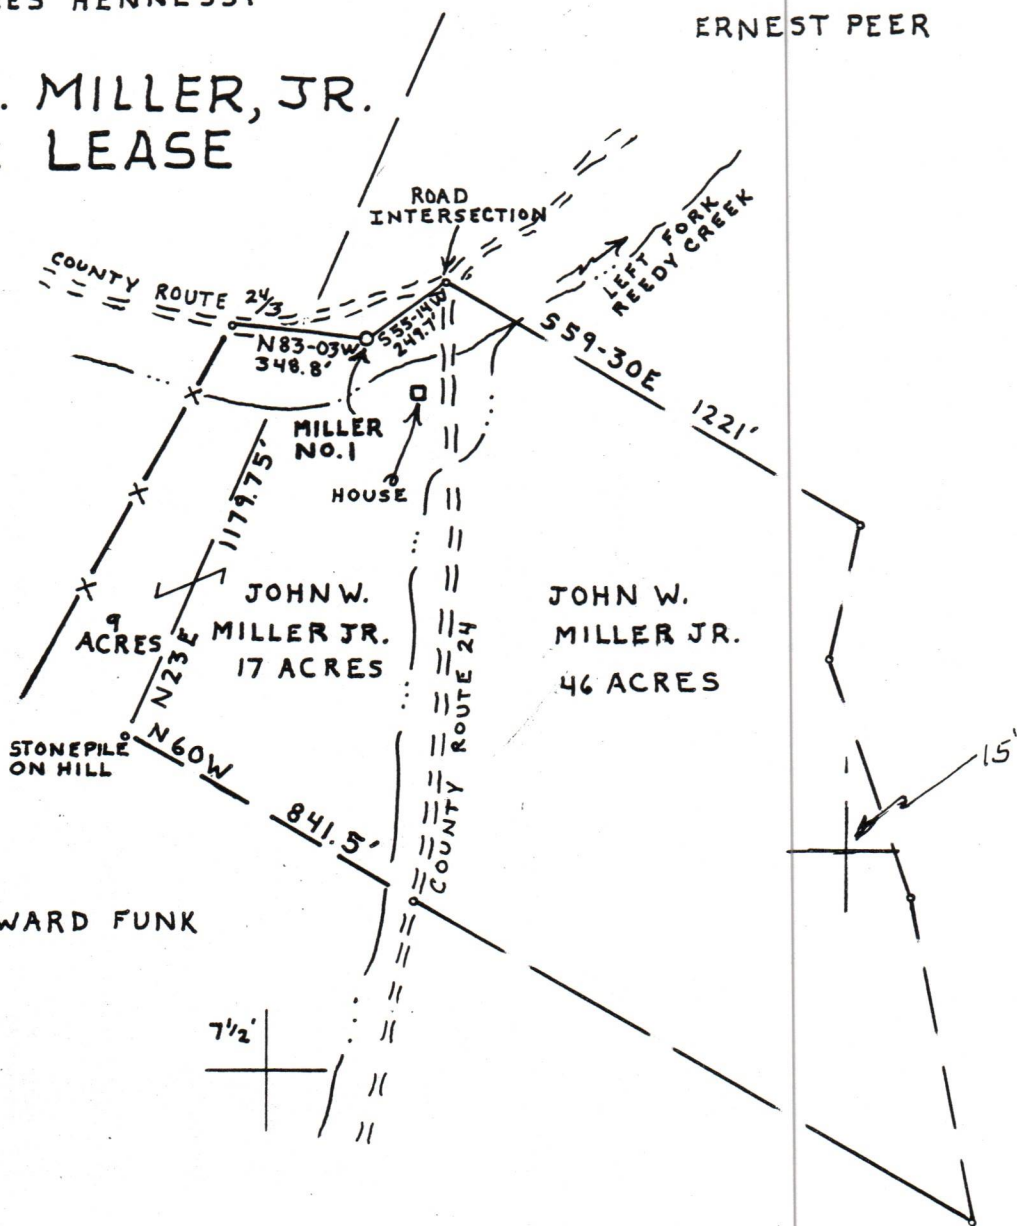 HENNESSY
ERNEST PEER
. MILLER, JR.
LEASE
ROAD
INTERSECTION
LEFT FORK
REEDY CREEK
COUNTY ROUTE 24/3
N83-03W
348.8'
S55-14W
249.7'
S59-30E 1221'
MILLER
NO.1
HOUSE
N23E 1179.75'
9
ACRES
JOHN W.
MILLER JR.
17 ACRES
JOHN W.
MILLER JR.
46 ACRES
COUNTY ROUTE 24
STONEPILE
ON HILL
N60W 841.5'
15'
WARD FUNK
7 1/2'